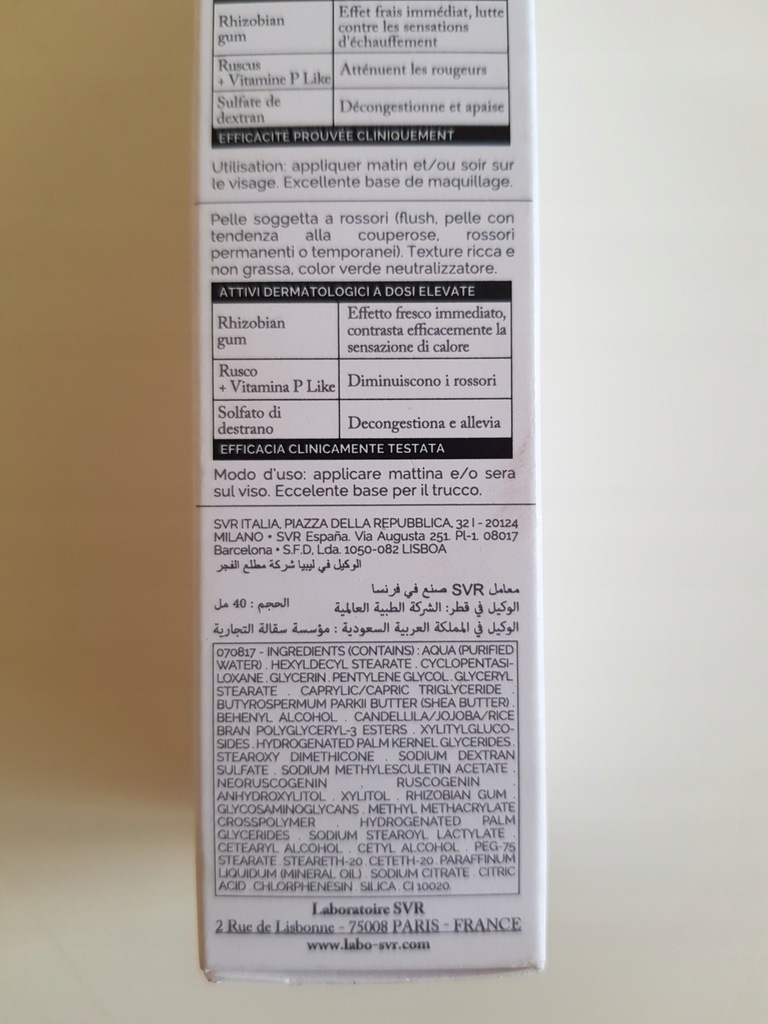 Rhizobian
gum
Effet frais immédiat, lutte
contre les sensations
d'échauffement
Ruscus
+ Vitamine P Like
Atténuent les rougeurs
Sulfate de
dextran
Décongestionne et apaise
EFFICACITÉ PROUVÉE CLINIQUEMENT
Utilisation: appliquer matin et/ou soir sur
le visage. Excellente base de maquillage.
Pelle soggetta a rossori (flush, pelle con
tendenza alla couperose, rossori
permanenti o temporanei). Texture ricca e
non grassa, color verde neutralizzatore.
ATTIVI DERMATOLOGICI A DOSI ELEVATE
Rhizobian
gum
Effetto fresco immediato,
contrasta efficacemente la
sensazione di calore
Rusco
+ Vitamina P Like
Diminuiscono i rossori
Solfato di
destrano
Decongestiona e allevia
EFFICACIA CLINICAMENTE TESTATA
Modo d'uso: applicare mattina e/o sera
sul viso. Eccelente base per il trucco.
SVR ITALIA, PIAZZA DELLA REPUBBLICA, 32 I - 20124
MILANO • SVR España. Via Augusta 251. Pl-1. 08017
Barcelona • S.F.D, Lda. 1050-082 LISBOA
الوكيل في ليبيا شركة مطلع الفجر
معامل SVR صنع في فرنسا
الوكيل في قطر: الشركة الطبية العالمية الحجم : 40 مل
الوكيل في المملكة العربية السعودية : مؤسسة سقالة التجارية
070817 - INGREDIENTS (CONTAINS) : AQUA (PURIFIED
WATER) . HEXYLDECYL STEARATE . CYCLOPENTASI-
LOXANE . GLYCERIN . PENTYLENE GLYCOL . GLYCERYL
STEARATE . CAPRYLIC/CAPRIC TRIGLYCERIDE .
BUTYROSPERMUM PARKII BUTTER (SHEA BUTTER) .
BEHENYL ALCOHOL . CANDELILLA/JOJOBA/RICE
BRAN POLYGLYCERYL-3 ESTERS . XYLITYLGLUCO-
SIDES . HYDROGENATED PALM KERNEL GLYCERIDES .
STEAROXY DIMETHICONE . SODIUM DEXTRAN
SULFATE . SODIUM METHYLESCULETIN ACETATE .
NEORUSCOGENIN . RUSCOGENIN .
ANHYDROXYLITOL . XYLITOL . RHIZOBIAN GUM .
GLYCOSAMINOGLYCANS . METHYL METHACRYLATE
CROSSPOLYMER . HYDROGENATED PALM
GLYCERIDES . SODIUM STEAROYL LACTYLATE .
CETEARYL ALCOHOL . CETYL ALCOHOL . PEG-75
STEARATE . STEARETH-20 . CETETH-20 . PARAFFINUM
LIQUIDUM (MINERAL OIL) . SODIUM CITRATE . CITRIC
ACID . CHLORPHENESIN . SILICA . CI 10020.
Laboratoire SVR
2 Rue de Lisbonne - 75008 PARIS - FRANCE
www.labo-svr.com